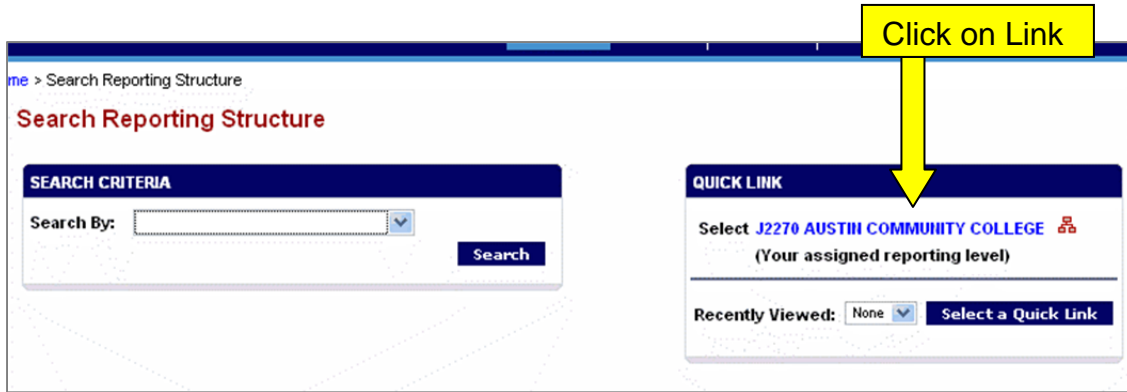 Click on Link
me > Search Reporting Structure
Search Reporting Structure
SEARCH CRITERIA
Search By:
Search
QUICK LINK
Select J2270 AUSTIN COMMUNITY COLLEGE
(Your assigned reporting level)
Recently Viewed: None Select a Quick Link